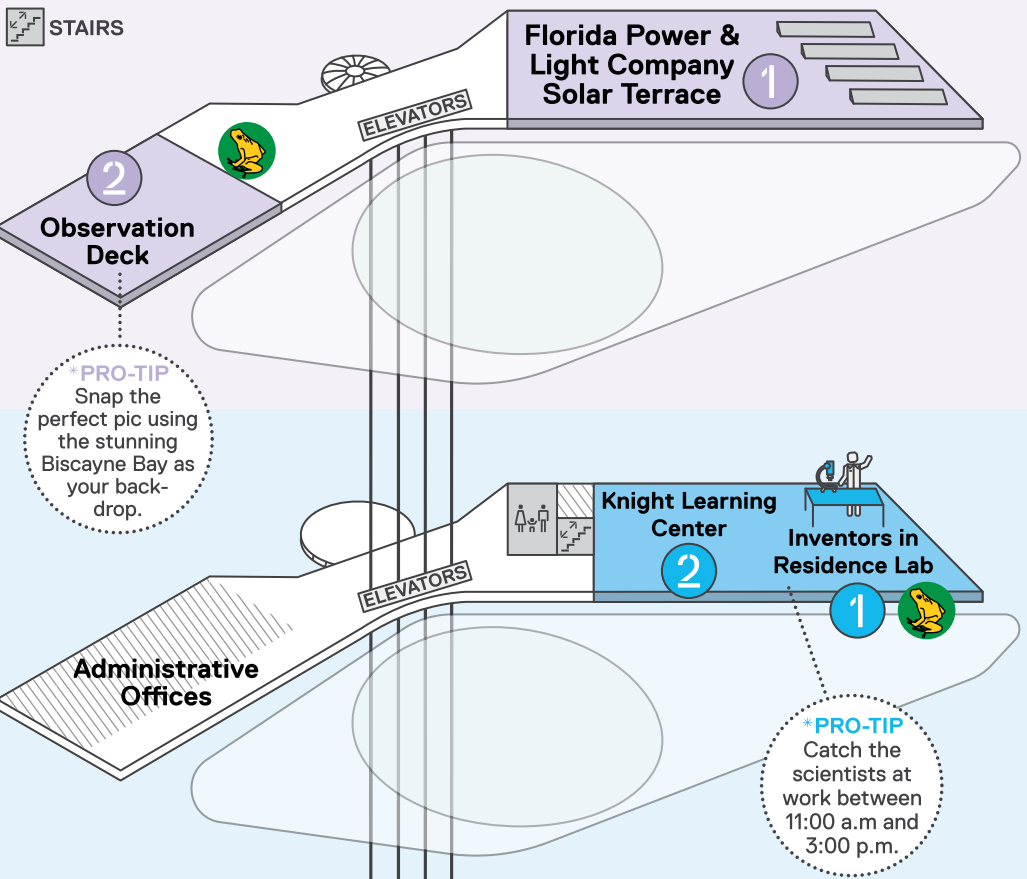 STAIRS
Florida Power &
Light Company
Solar Terrace
1
ELEVATORS
2
Observation
Deck
*PRO-TIP
Snap the
perfect pic using
the stunning
Biscayne Bay as
your back-
drop.
Knight Learning
Center
2
Inventors in
Residence Lab
1
ELEVATORS
Administrative
Offices
*PRO-TIP
Catch the
scientists at
work between
11:00 a.m and
3:00 p.m.